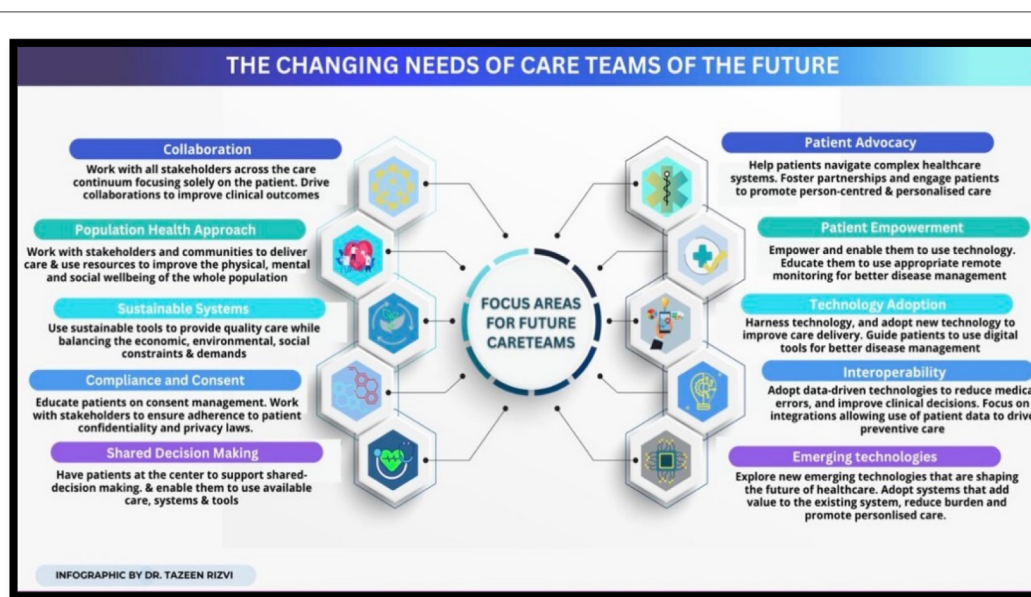 THE CHANGING NEEDS OF CARE TEAMS OF THE FUTURE
Collaboration
Work with all stakeholders across the care
continuum focusing solely on the patient. Drive
collaborations to improve clinical outcomes
Population Health Approach
Work with stakeholders and communities to deliver
care & use resources to improve the physical, mental
and social wellbeing of the whole population
Sustainable Systems
Use sustainable tools to provide quality care while
balancing the economic, environmental, social
constraints & demands
Compliance and Consent
Educate patients on consent management. Work
with stakeholders to ensure adherence to patient
confidentiality and privacy laws.
Shared Decision Making
Have patients at the center to support shared-
decision making. & enable them to use available
care, systems & tools
FOCUS AREAS
FOR FUTURE
CARETEAMS
Patient Advocacy
Help patients navigate complex healthcare
systems. Foster partnerships and engage patients
to promote person-centred & personalised care
Patient Empowerment
Empower and enable them to use technology.
Educate them to use appropriate remote
monitoring for better disease management
Technology Adoption
Harness technology, and adopt new technology to
improve care delivery. Guide patients to use digital
tools for better disease management
Interoperability
Adopt data-driven technologies to reduce medica
errors, and improve clinical decisions. Focus on
integrations allowing use of patient data to drive
preventive care
Emerging technologies
Explore new emerging technologies that are shaping
the future of healthcare. Adopt systems that add
value to the existing system, reduce burden and
promote personlised care.
INFOGRAPHIC BY DR. TAZEEN RIZVI